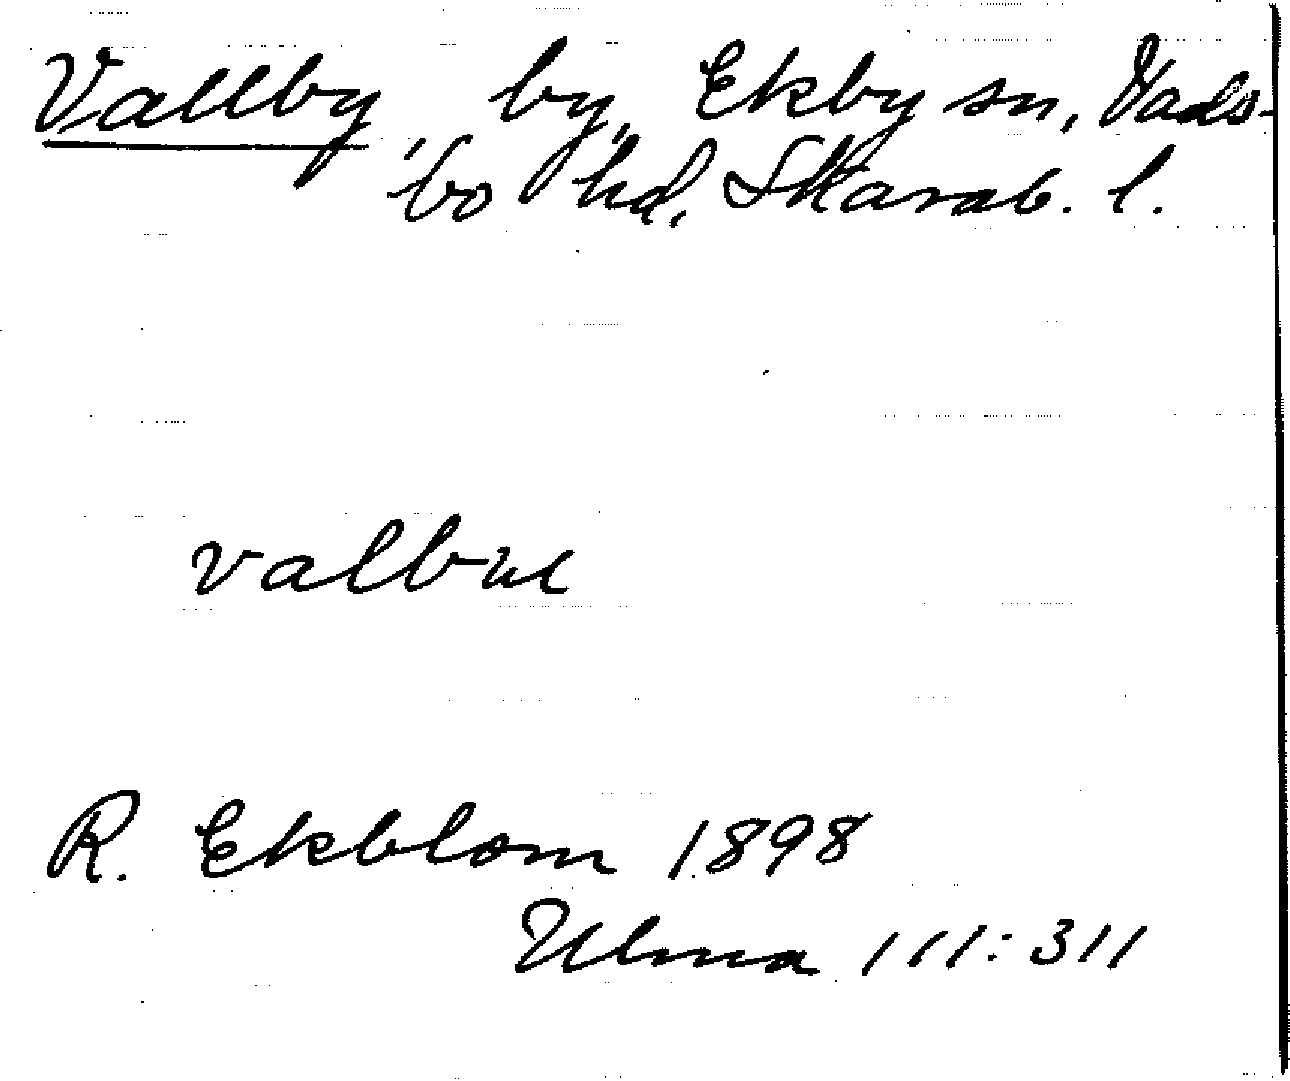 Vallby, by, Ekby sn, Vads-
bo hd, Skarab. l.
valbu
R. Ekblom 1898
Ulma 111:311